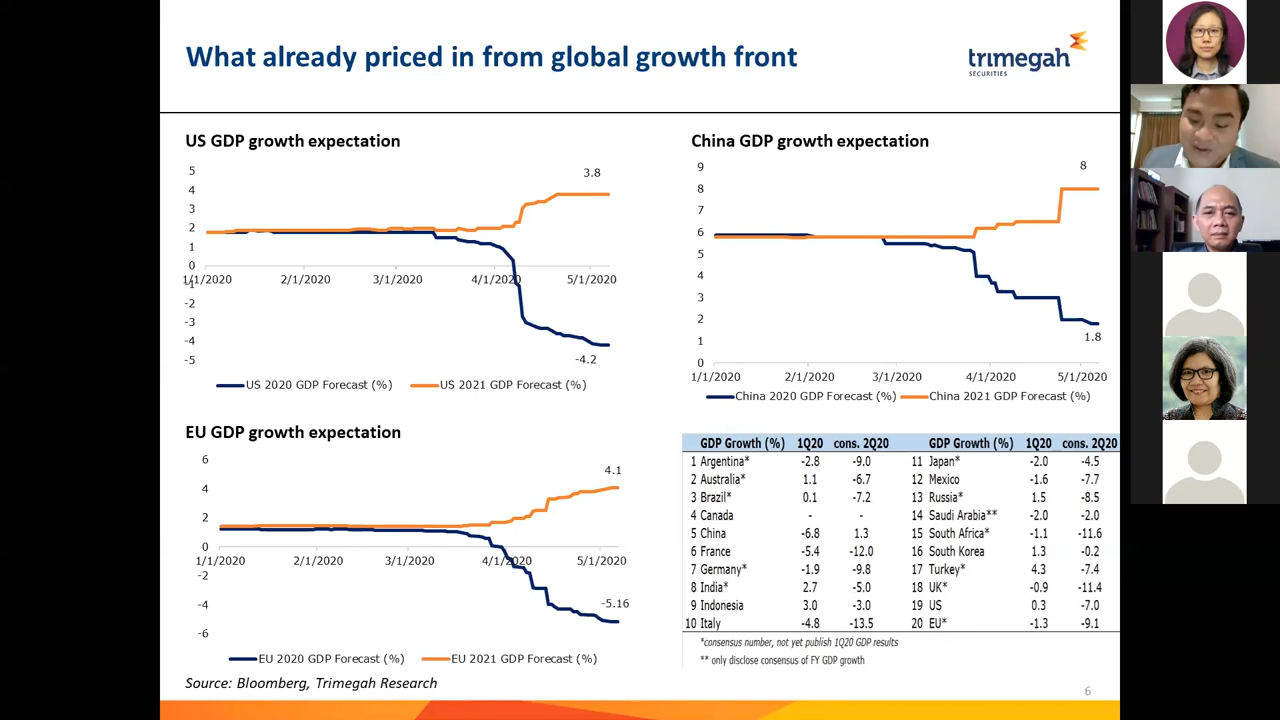 What already priced in from global growth front
trimegah
SECURITIES
US GDP growth expectation
5
4
3
2
1
0
-1
-2
-3
-4
-5
3.8
-4.2
1/1/2020 2/1/2020 3/1/2020 4/1/2020 5/1/2020
US 2020 GDP Forecast (%) US 2021 GDP Forecast (%)
China GDP growth expectation
9
8
7
6
5
4
3
2
1
0
8
1.8
1/1/2020 2/1/2020 3/1/2020 4/1/2020 5/1/2020
China 2020 GDP Forecast (%) China 2021 GDP Forecast (%)
EU GDP growth expectation
6
4
2
0
-2
-4
-6
4.1
-5.16
1/1/2020 2/1/2020 3/1/2020 4/1/2020 5/1/2020
EU 2020 GDP Forecast (%) EU 2021 GDP Forecast (%)
GDP Growth (%) 1Q20 cons. 2Q20 GDP Growth (%) 1Q20 cons. 2Q20
1 Argentina* -2.8 -9.0 11 Japan* -2.0 -4.5
2 Australia* 1.1 -6.7 12 Mexico -1.6 -7.7
3 Brazil* 0.1 -7.2 13 Russia* 1.5 -8.5
4 Canada - - 14 Saudi Arabia** -2.0 -2.0
5 China -6.8 1.3 15 South Africa* -1.1 -11.6
6 France -5.4 -12.0 16 South Korea 1.3 -0.2
7 Germany* -1.9 -9.8 17 Turkey* 4.3 -7.4
8 India* 2.7 -5.0 18 UK* -0.9 -11.4
9 Indonesia 3.0 -3.0 19 US 0.3 -7.0
10 Italy -4.8 -13.5 20 EU* -1.3 -9.1
*consensus number, not yet publish 1Q20 GDP results
** only disclose consensus of FY GDP growth
Source: Bloomberg, Trimegah Research
6